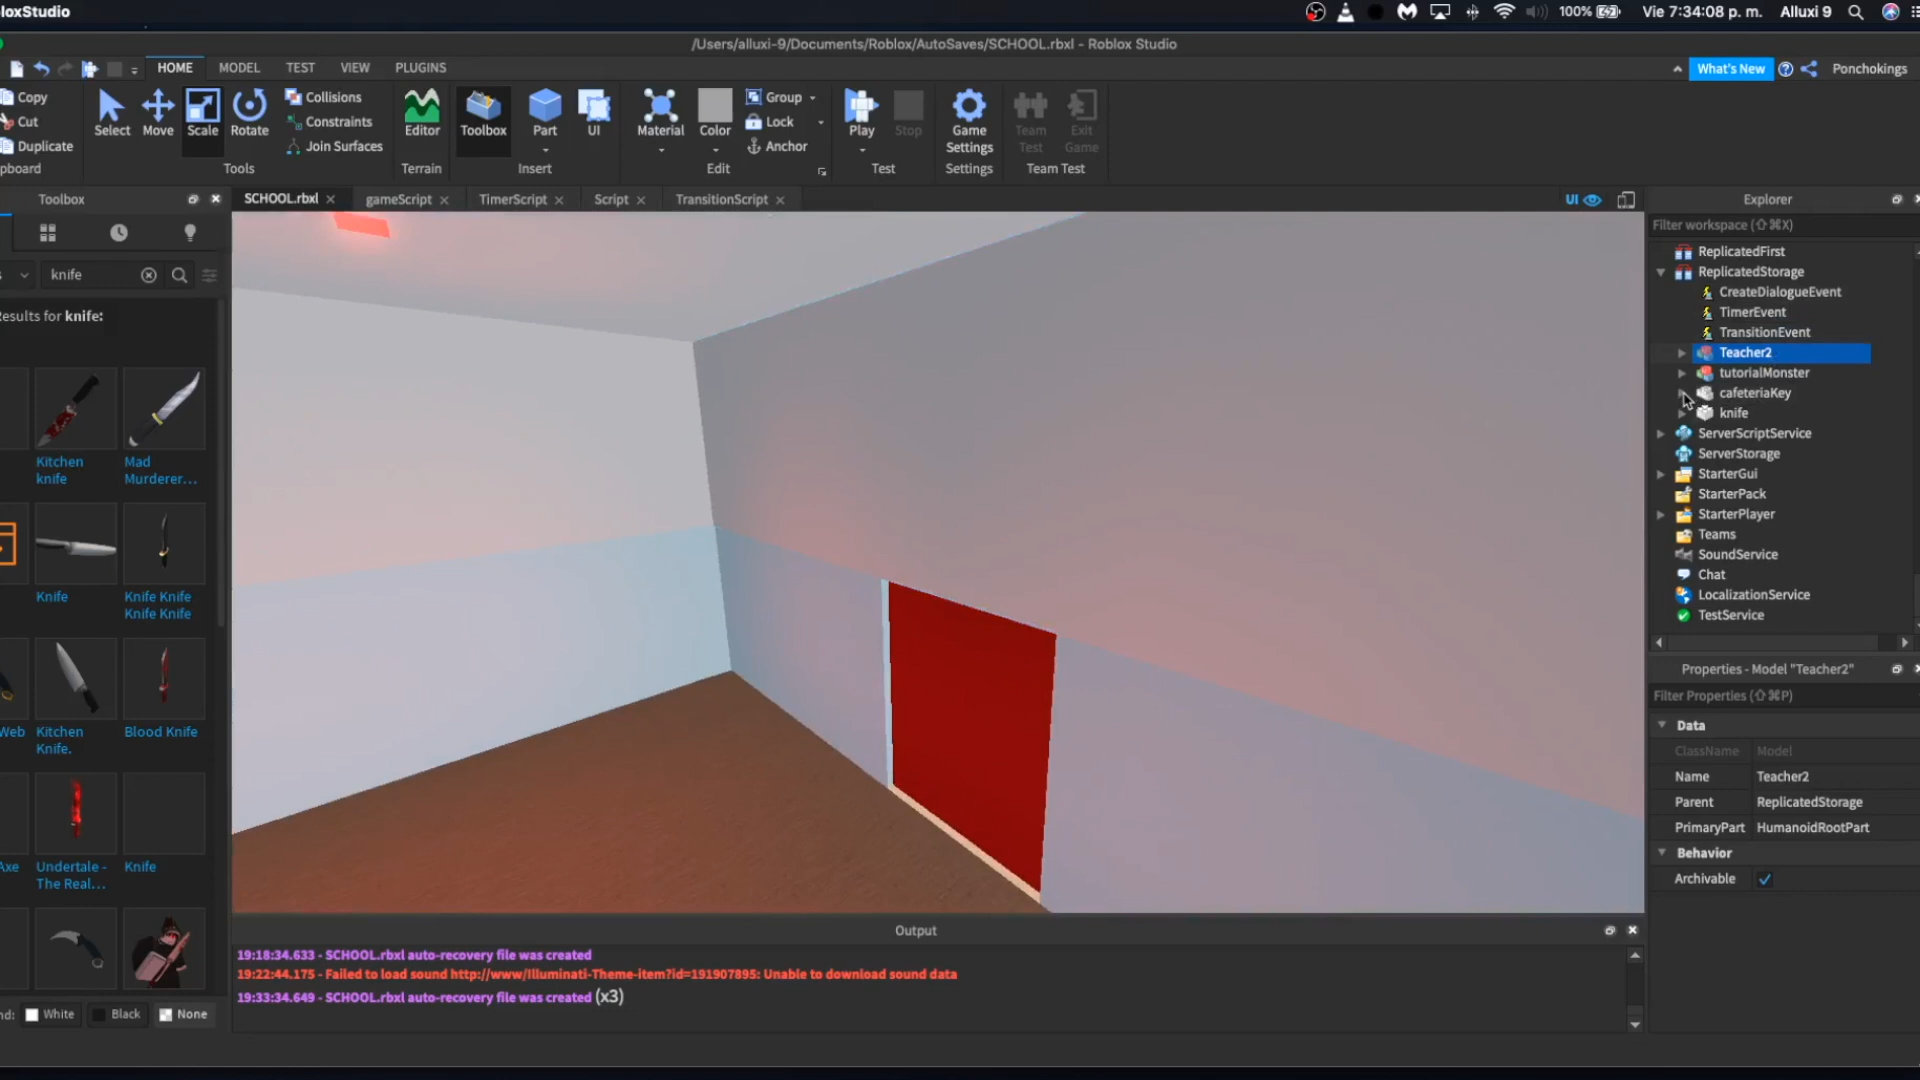 loxStudio
100%
Vie 7:34:08 p. m.
Alluxi 9
/Users/alluxi-9/Documents/Roblox/AutoSaves/SCHOOL.rbxl - Roblox Studio
HOME
MODEL
TEST
VIEW
PLUGINS
What's New
Ponchokings
Copy
Cut
Duplicate
pboard
Select
Move
Scale
Rotate
Collisions
Constraints
Join Surfaces
Tools
Editor
Terrain
Toolbox
Part
UI
Insert
Material
Color
Group
Lock
Anchor
Edit
Play
Stop
Test
Game
Settings
Settings
Team
Test
Exit
Game
Team Test
Toolbox
SCHOOL.rbxl
gameScript
TimerScript
Script
TransitionScript
UI
Explorer
Filter workspace (⇧⌘X)
s
knife
esults for knife:
Kitchen
knife
Mad
Murderer...
Knife
Knife Knife
Knife Knife
Web
Kitchen
Knife.
Blood Knife
Axe
Undertale -
The Real...
Knife
nd:
White
Black
None
ReplicatedFirst
ReplicatedStorage
CreateDialogueEvent
TimerEvent
TransitionEvent
Teacher2
tutorialMonster
cafeteriaKey
knife
ServerScriptService
ServerStorage
StarterGui
StarterPack
StarterPlayer
Teams
SoundService
Chat
LocalizationService
TestService
Properties - Model "Teacher2"
Filter Properties (⇧⌘P)
Data
ClassName Model
Name Teacher2
Parent ReplicatedStorage
PrimaryPart HumanoidRootPart
Behavior
Archivable
Output
19:18:34.633 - SCHOOL.rbxl auto-recovery file was created
19:22:44.175 - Failed to load sound http://www/Illuminati-Theme-item?id=191907895: Unable to download sound data
19:33:34.649 - SCHOOL.rbxl auto-recovery file was created (x3)